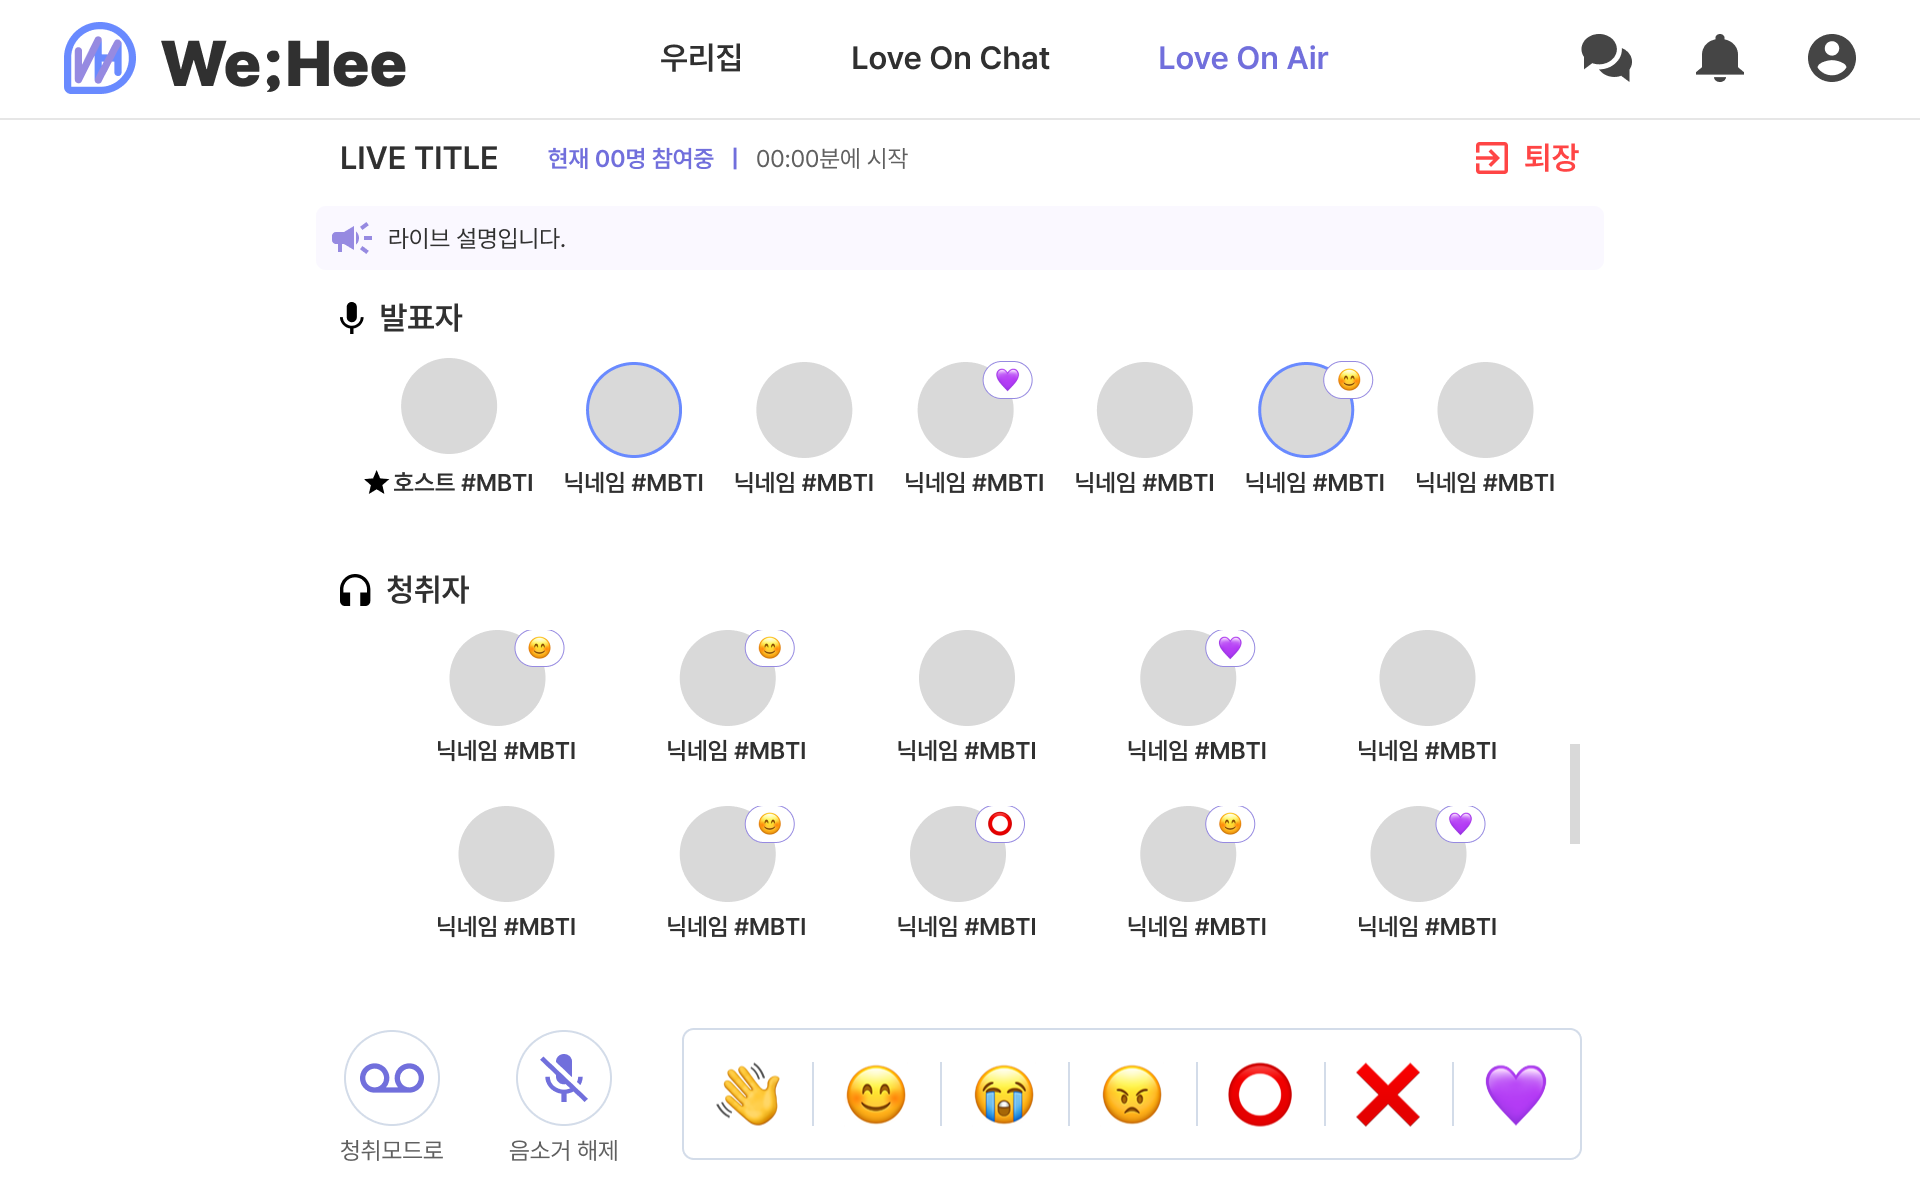 We;Hee 우리집 Love On Chat Love On Air
LIVE TITLE 현재 00명 참여중 | 00:00분에 시작 퇴장
라이브 설명입니다.
발표자
호스트 #MBTI 닉네임 #MBTI 닉네임 #MBTI 닉네임 #MBTI 닉네임 #MBTI 닉네임 #MBTI 닉네임 #MBTI
청취자
닉네임 #MBTI 닉네임 #MBTI 닉네임 #MBTI 닉네임 #MBTI 닉네임 #MBTI
닉네임 #MBTI 닉네임 #MBTI 닉네임 #MBTI 닉네임 #MBTI 닉네임 #MBTI
청취모드로 음소거 해제